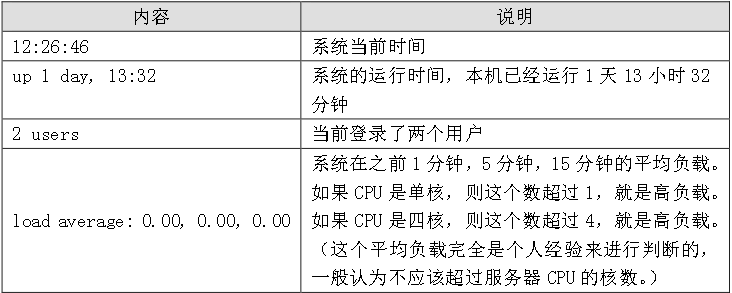 内容 说明
12:26:46 系统当前时间
up 1 day, 13:32 系统的运行时间，本机已经运行 1 天 13 小时 32
分钟
2 users 当前登录了两个用户
系统在之前 1 分钟，5 分钟，15 分钟的平均负载。
如果 CPU 是单核，则这个数超过 1，就是高负载。
load average: 0.00, 0.00, 0.00 如果 CPU 是四核，则这个数超过 4，就是高负载。
（这个平均负载完全是个人经验来进行判断的，
一般认为不应该超过服务器 CPU 的核数。）